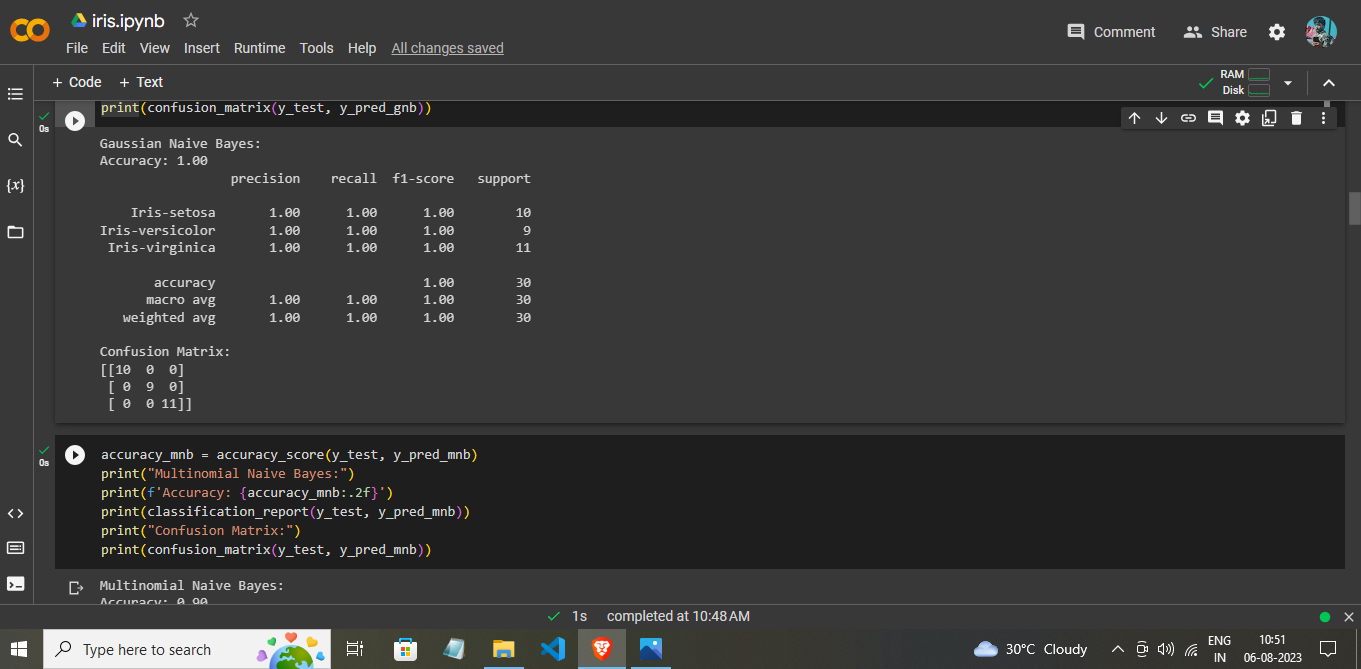 iris.ipynb
File Edit View Insert Runtime Tools Help All changes saved
Comment Share
+ Code + Text
RAM
Disk
print(confusion_matrix(y_test, y_pred_gnb))
0s
Gaussian Naive Bayes:
Accuracy: 1.00
precision recall f1-score support
Iris-setosa 1.00 1.00 1.00 10
Iris-versicolor 1.00 1.00 1.00 9
Iris-virginica 1.00 1.00 1.00 11
accuracy 1.00 30
macro avg 1.00 1.00 1.00 30
weighted avg 1.00 1.00 1.00 30
Confusion Matrix:
[[10 0 0]
[ 0 9 0]
[ 0 0 11]]
0s
accuracy_mnb = accuracy_score(y_test, y_pred_mnb)
print("Multinomial Naive Bayes:")
print(f'Accuracy: {accuracy_mnb:.2f}')
print(classification_report(y_test, y_pred_mnb))
print("Confusion Matrix:")
print(confusion_matrix(y_test, y_pred_mnb))
Multinomial Naive Bayes:
Accuracy: 0.90
1s completed at 10:48 AM
Type here to search
30°C Cloudy
ENG
IN
10:51
06-08-2023